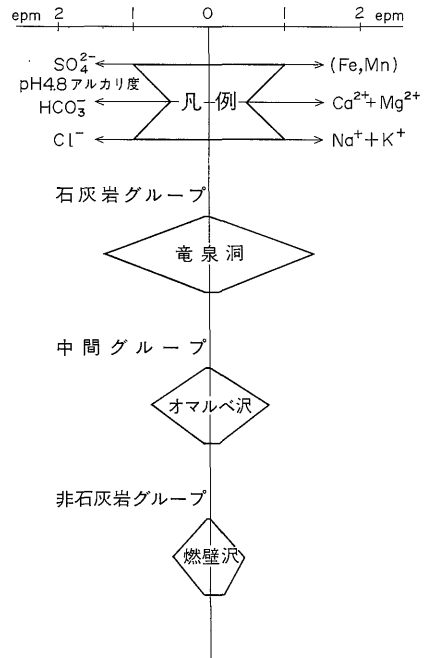 epm 2 1 0 1 2 epm
SO₄²⁻ (Fe,Mn)
pH4.8 アルカリ度
HCO₃⁻ 凡例 Ca²⁺+Mg²⁺
Cl⁻ Na⁺+K⁺
石灰岩グループ
竜泉洞
中間グループ
オマルベ沢
非石灰岩グループ
燃壁沢